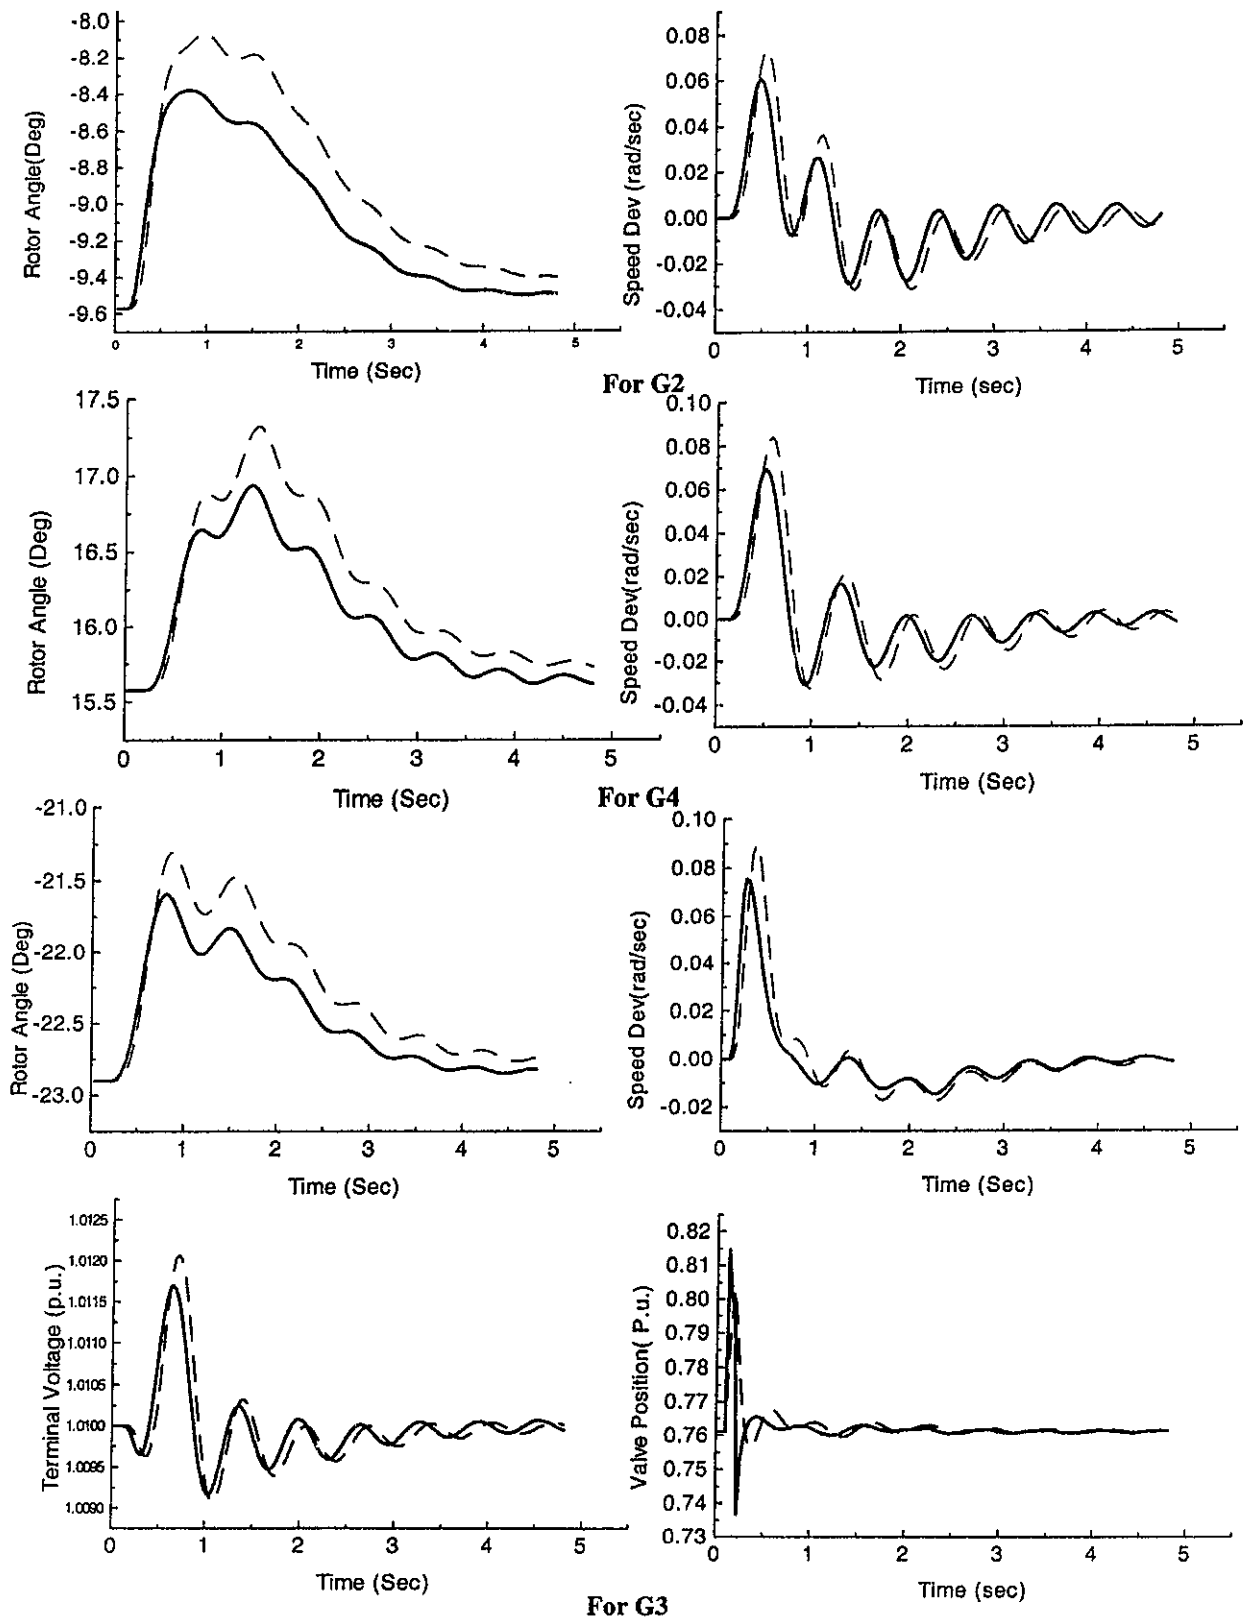 -8.0
-8.2
-8.4
-8.6
-8.8
-9.0
-9.2
-9.4
-9.6
Rotor Angle(Deg)
0 1 2 3 4 5
Time (Sec)
0.08
0.06
0.04
0.02
0.00
-0.02
-0.04
Speed Dev (rad/sec)
0 1 2 3 4 5
Time (sec)
For G2
17.5
17.0
16.5
16.0
15.5
Rotor Angle (Deg)
0 1 2 3 4 5
Time (Sec)
0.10
0.08
0.06
0.04
0.02
0.00
-0.02
-0.04
Speed Dev(rad/sec)
0 1 2 3 4 5
Time (Sec)
For G4
-21.0
-21.5
-22.0
-22.5
-23.0
Rotor Angle (Deg)
0 1 2 3 4 5
Time (Sec)
0.10
0.08
0.06
0.04
0.02
0.00
-0.02
Speed Dev(rad/sec)
0 1 2 3 4 5
Time (Sec)
1.0125
1.0120
1.0115
1.0110
1.0105
1.0100
1.0095
1.0090
Terminal Voltage (p.u.)
0 1 2 3 4 5
Time (Sec)
0.82
0.81
0.80
0.79
0.78
0.77
0.76
0.75
0.74
0.73
Valve Position( P.u.)
0 1 2 3 4 5
Time (sec)
For G3